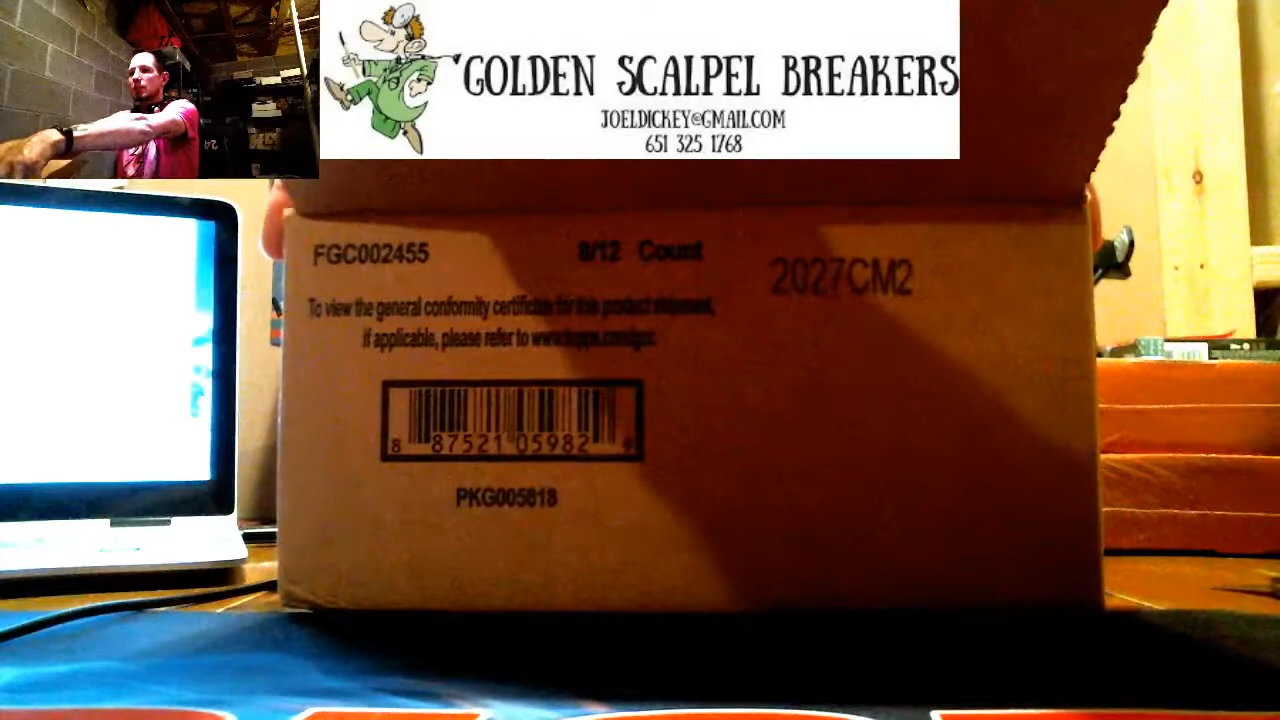 GOLDEN SCALPEL BREAKERS
JOELDICKEY@GMAIL.COM
651 325 1768
FGC002455
8/12 Count
2027CM2
To view the general conformity certificate for this product shipment,
if applicable, please refer to
8 87521 05982
PKG005818